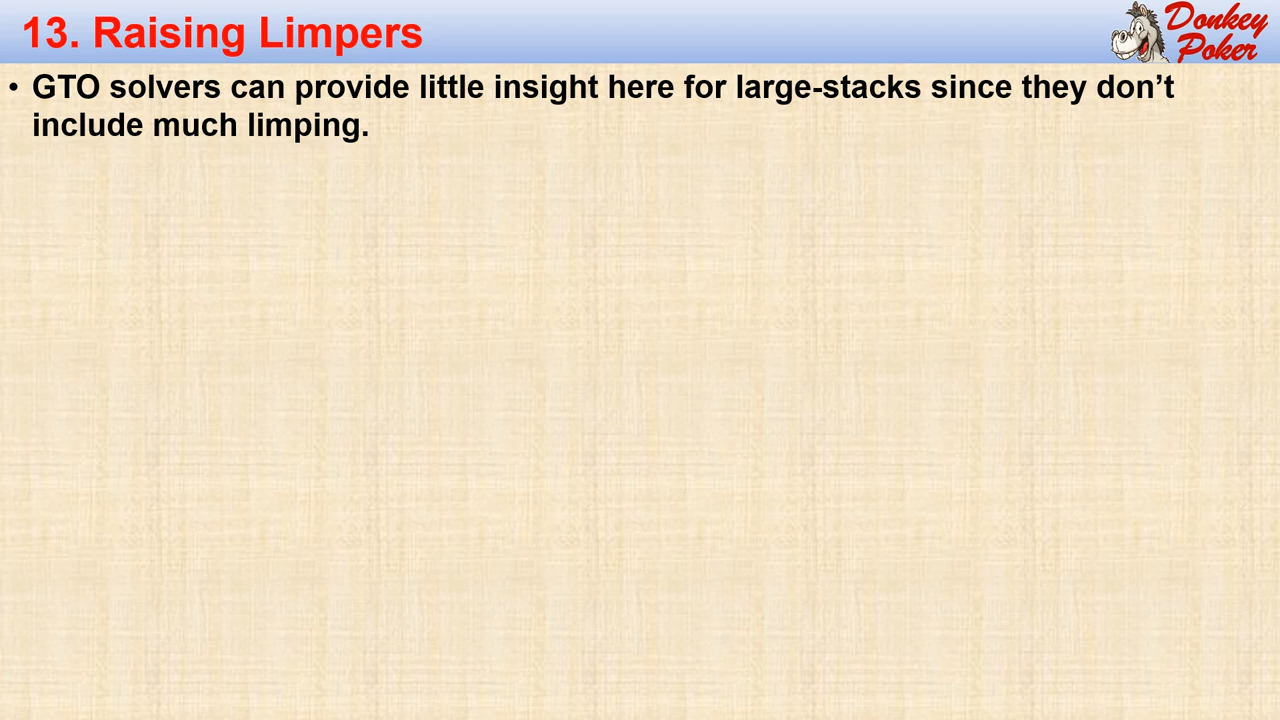 13. Raising Limpers
Donkey
Poker
• GTO solvers can provide little insight here for large-stacks since they don’t
include much limping.